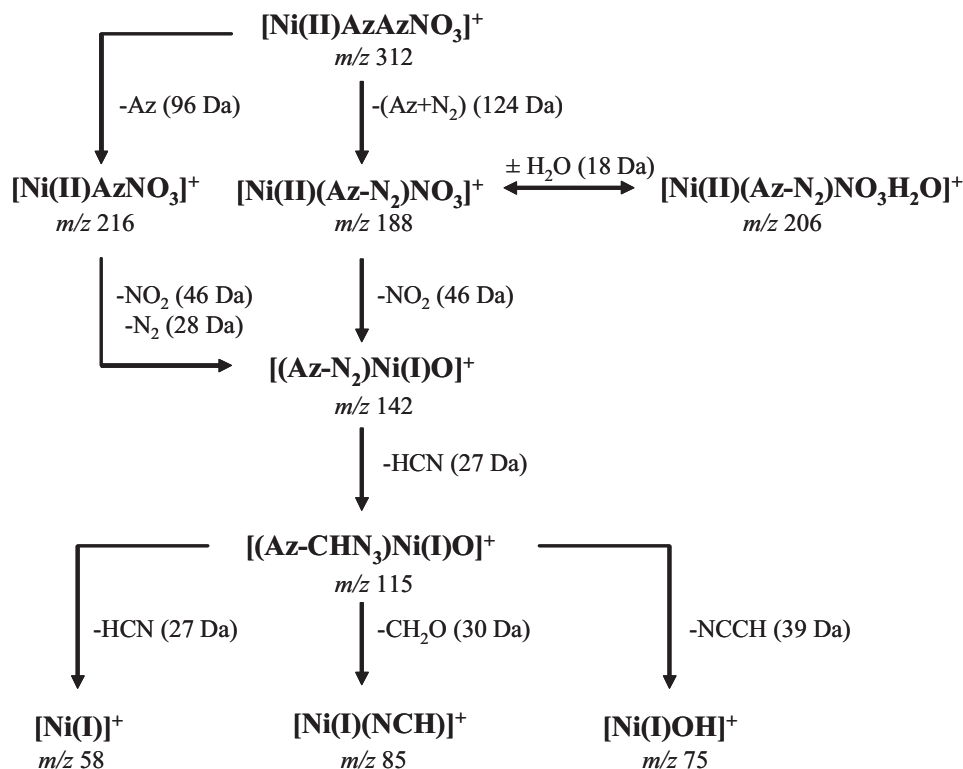 [Ni(II)AzAzNO₃]⁺
m/z 312
-Az (96 Da)
-(Az+N₂) (124 Da)
[Ni(II)AzNO₃]⁺
m/z 216
[Ni(II)(Az-N₂)NO₃]⁺
m/z 188
± H₂O (18 Da)
[Ni(II)(Az-N₂)NO₃H₂O]⁺
m/z 206
-NO₂ (46 Da)
-N₂ (28 Da)
-NO₂ (46 Da)
[(Az-N₂)Ni(I)O]⁺
m/z 142
-HCN (27 Da)
[(Az-CHN₃)Ni(I)O]⁺
m/z 115
-HCN (27 Da)
-CH₂O (30 Da)
-NCCH (39 Da)
[Ni(I)]⁺
m/z 58
[Ni(I)(NCH)]⁺
m/z 85
[Ni(I)OH]⁺
m/z 75